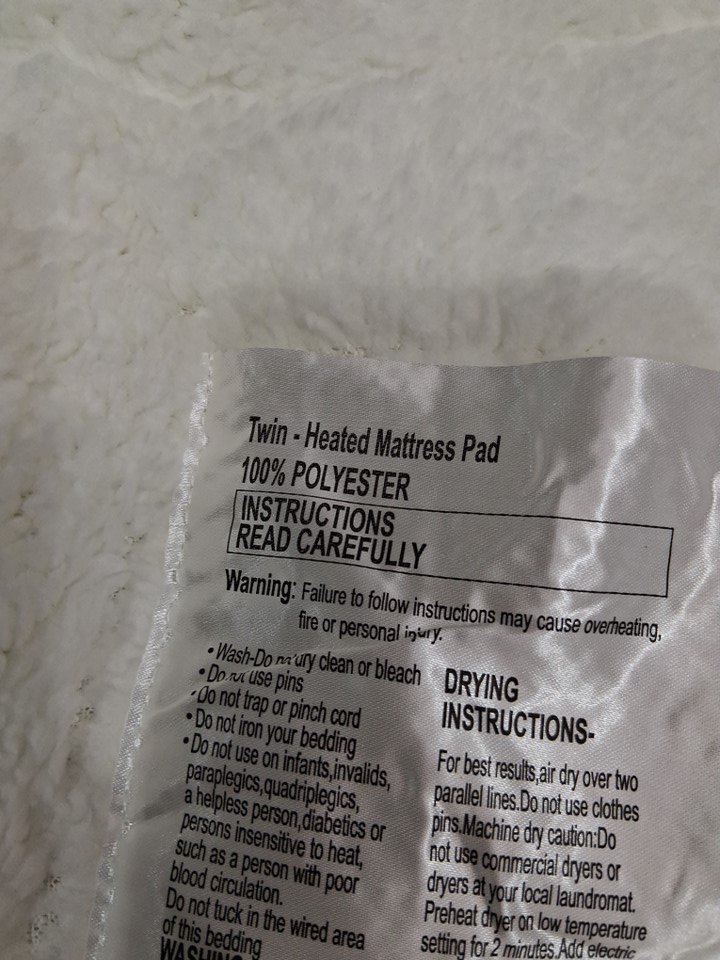 Twin - Heated Mattress Pad
100% POLYESTER
INSTRUCTIONS
READ CAREFULLY
Warning: Failure to follow instructions may cause overheating,
fire or personal injury.
• Wash-Do clean or bleach
• Do not use pins
• Do not trap or pinch cord
• Do not iron your bedding
• Do not use on infants,invalids,
paraplegics,quadriplegics,
a helpless person,diabetics or
persons insensitive to heat,
such as a person with poor
blood circulation.
Do not tuck in the wired area
of this bedding
WASHING
DRYING
INSTRUCTIONS-
For best results,air dry over two
parallel lines.Do not use clothes
pins.Machine dry caution:Do
not use commercial dryers or
dryers at your local laundromat.
Preheat dryer on low temperature
setting for 2 minutes.Add electric